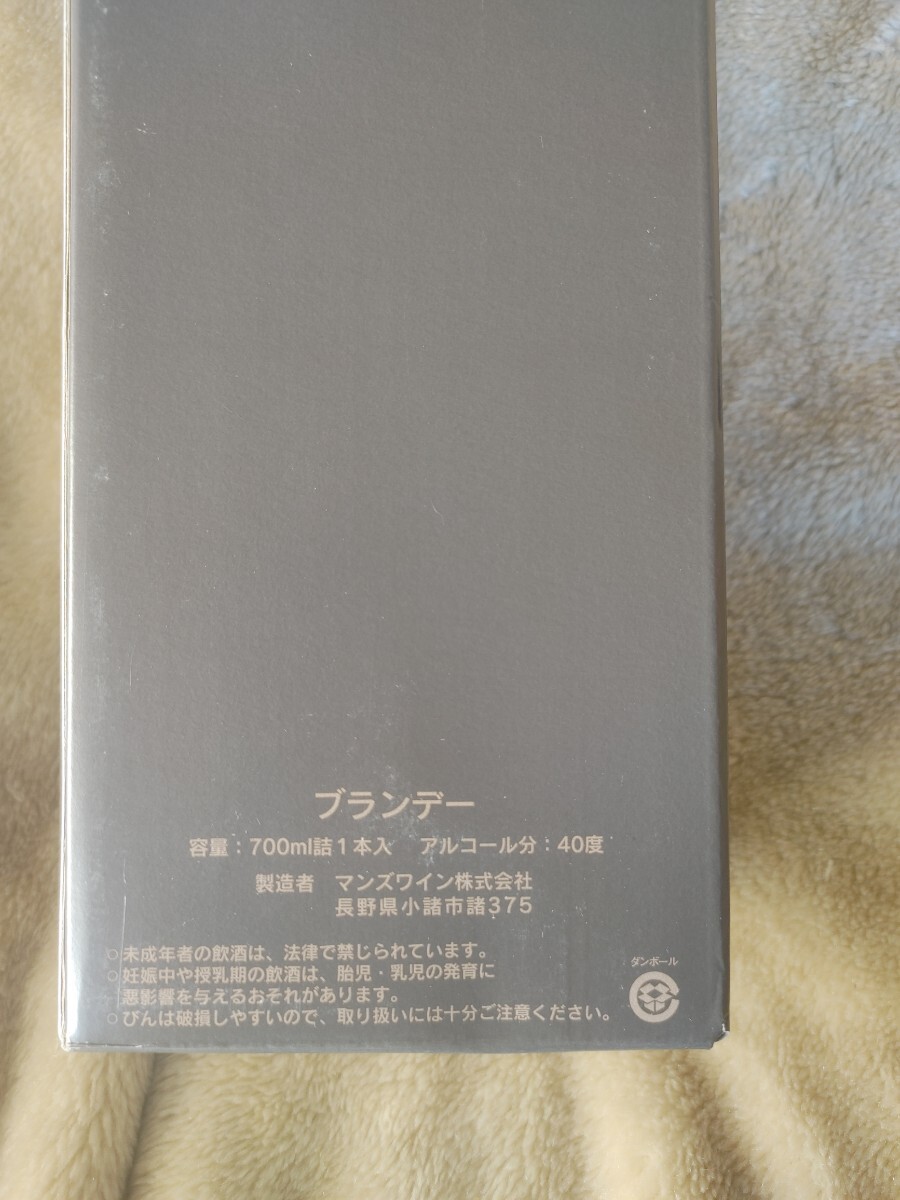 ブランデー
容量：700ml詰1本入　アルコール分：40度
製造者　マンズワイン株式会社
長野県小諸市諸375
○未成年者の飲酒は、法律で禁じられています。
○妊娠中や授乳期の飲酒は、胎児・乳児の発育に
悪影響を与えるおそれがあります。
○びんは破損しやすいので、取り扱いには十分ご注意ください。
ダンボール